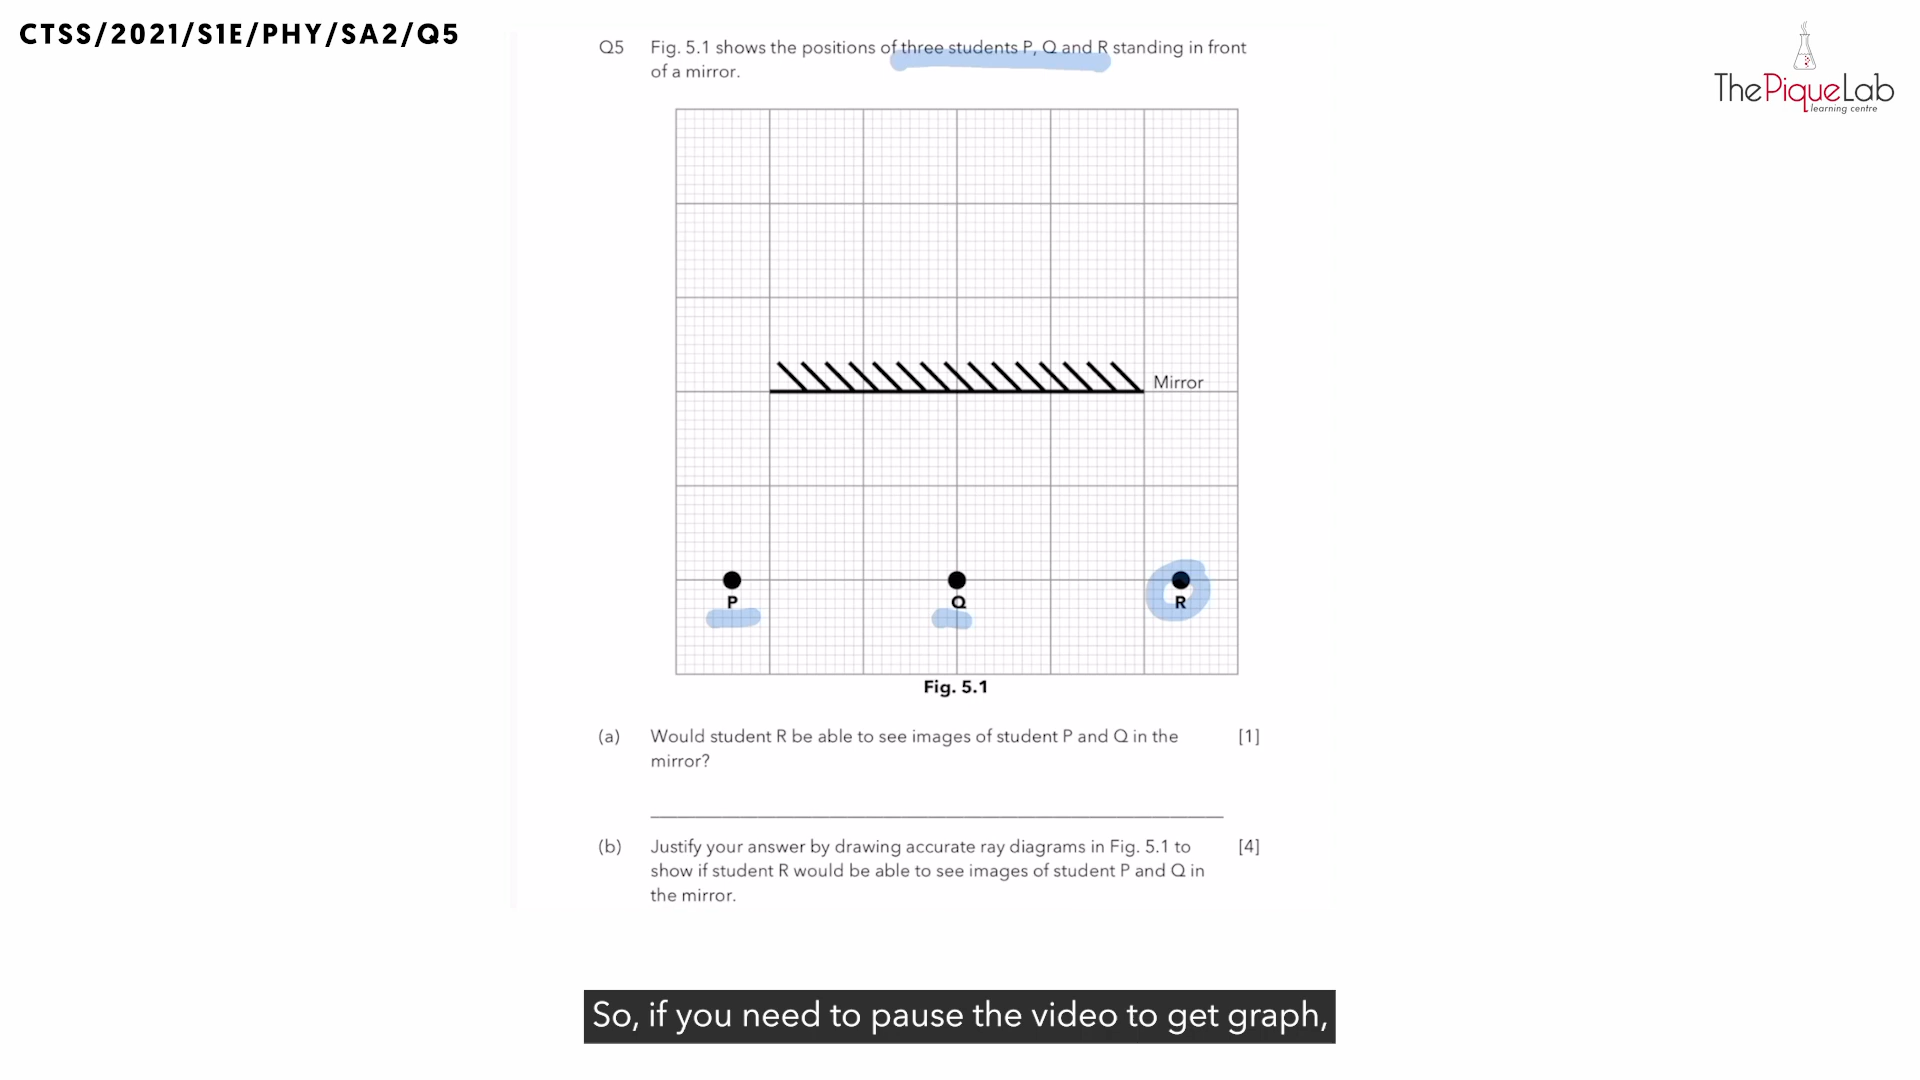 CTSS/2021/S1E/PHY/SA2/Q5
ThePiqueLab
learning centre
Q5 Fig. 5.1 shows the positions of three students P, Q and R standing in front
of a mirror.
Mirror
P Q R
Fig. 5.1
(a) Would student R be able to see images of student P and Q in the [1]
mirror?
(b) Justify your answer by drawing accurate ray diagrams in Fig. 5.1 to [4]
show if student R would be able to see images of student P and Q in
the mirror.
So, if you need to pause the video to get graph,